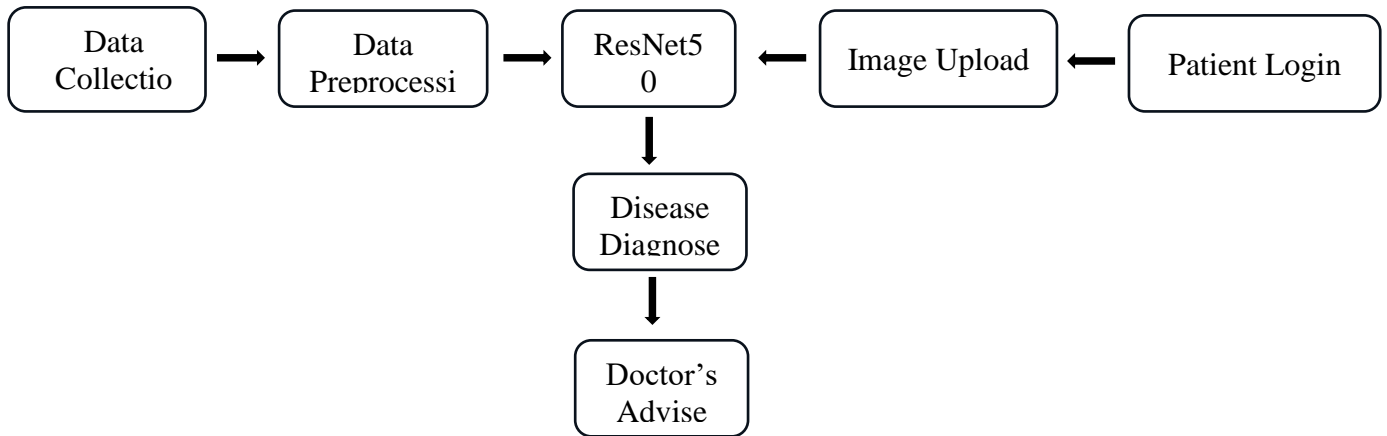 Data
Collectio
Data
Preprocessi
ResNet5
0
Image Upload
Patient Login
Disease
Diagnose
Doctor’s
Advise